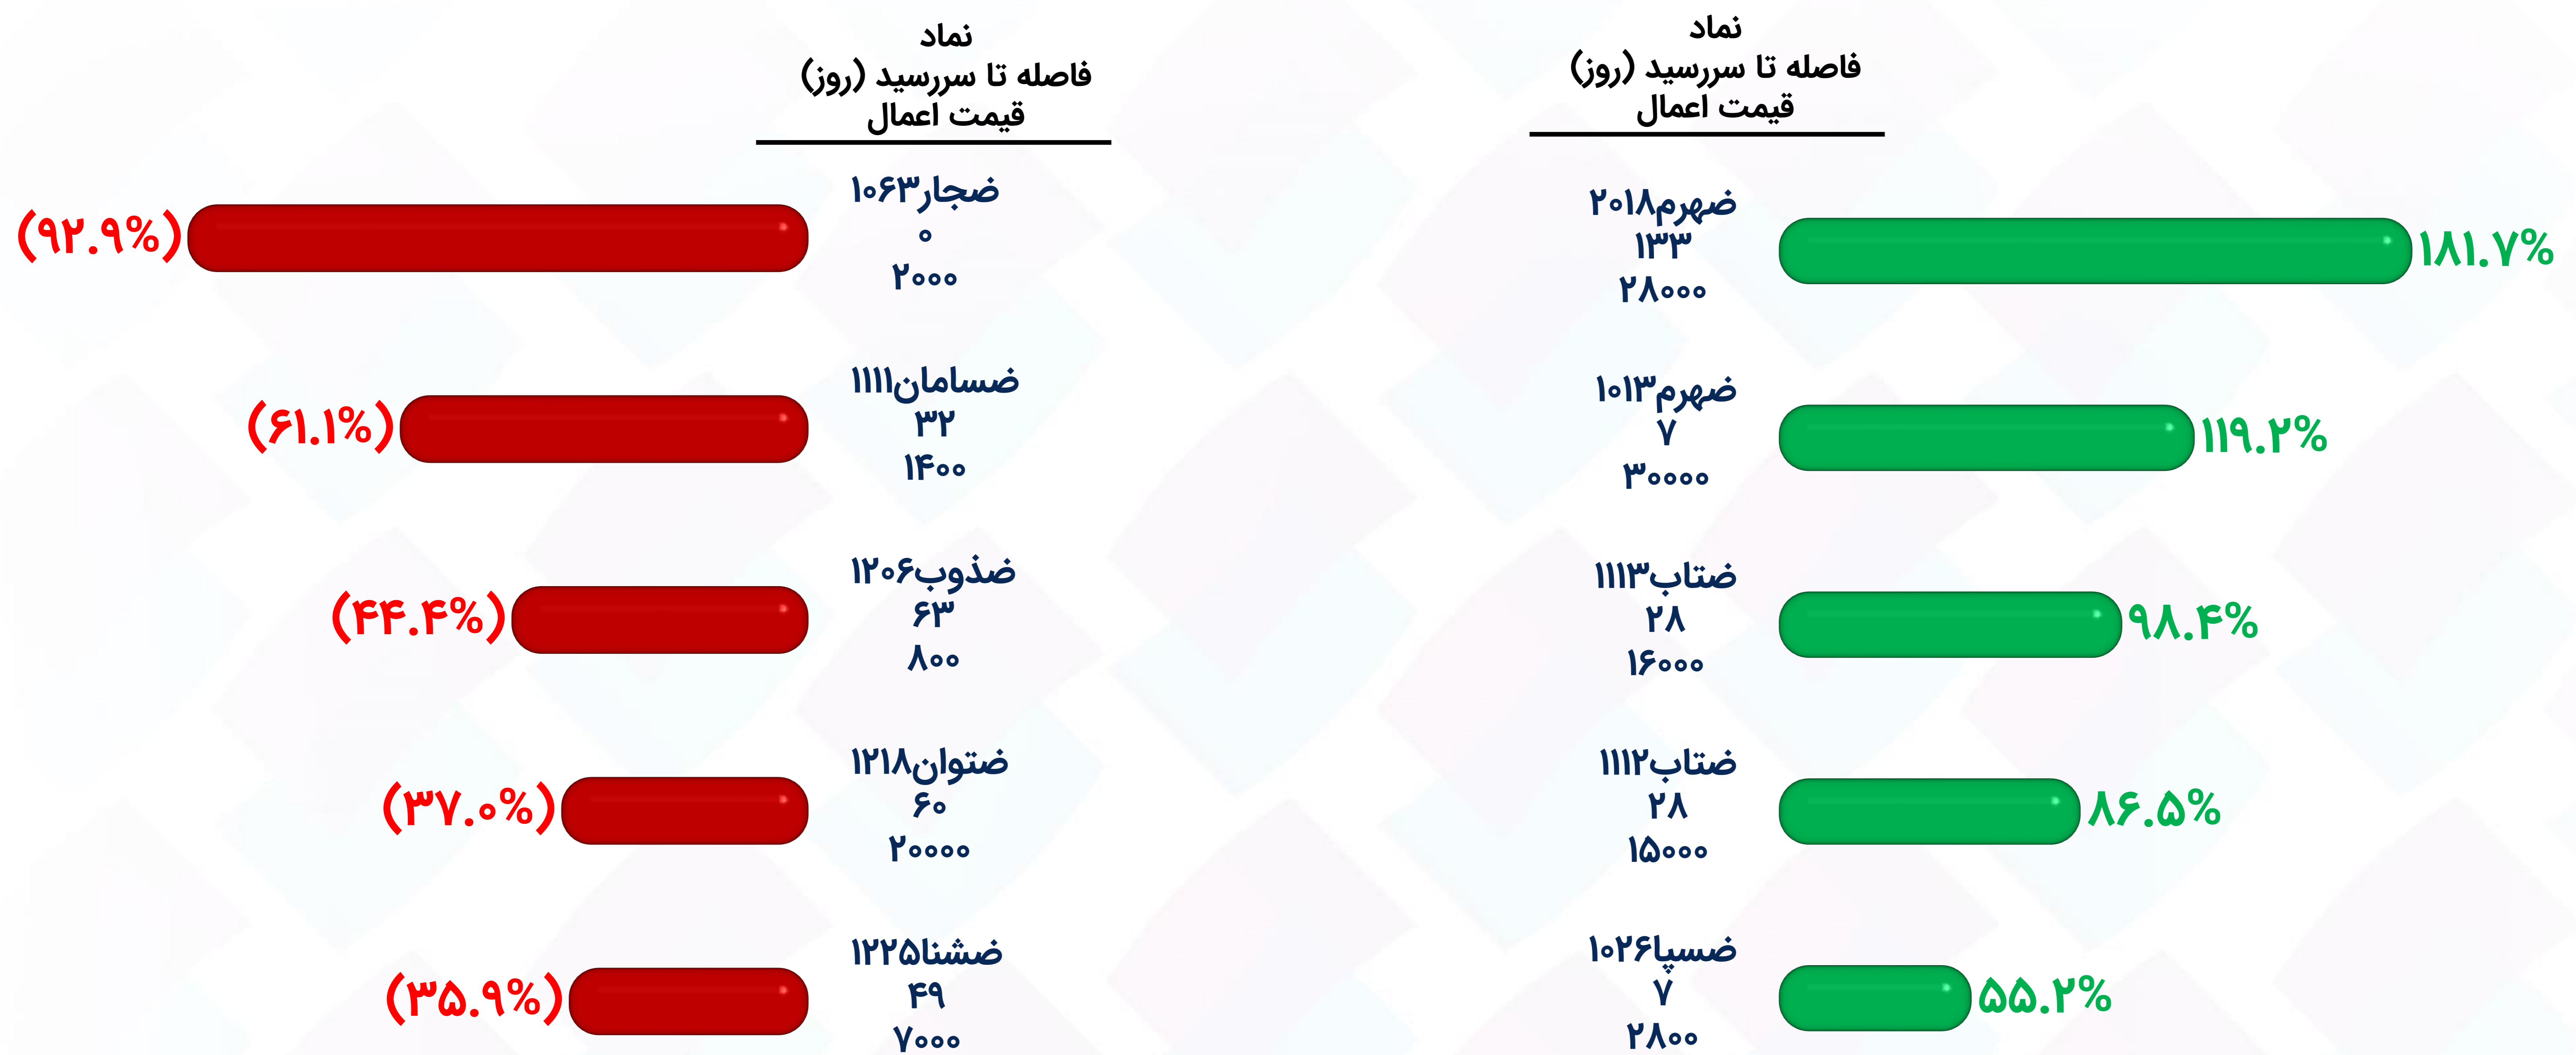 نماد
فاصله تا سررسید (روز)
قیمت اعمال
ضهرم۲۰۱۸
۱۳۳
۲۸۰۰۰
۱۸۱.۷%
ضهرم۱۰۱۳
۷
۳۰۰۰۰
۱۱۹.۲%
ضتاب۱۱۱۳
۲۸
۱۶۰۰۰
۹۸.۴%
ضتاب۱۱۱۲
۲۸
۱۵۰۰۰
۸۶.۵%
ضسپا۱۰۲۶
۷
۲۸۰۰
۵۵.۲%
نماد
فاصله تا سررسید (روز)
قیمت اعمال
ضجار۱۰۶۳
۰
۲۰۰۰
(۹۲.۹%)
ضسامان۱۱۱۱
۳۲
۱۴۰۰
(۶۱.۱%)
ضذوب۱۲۰۶
۶۳
۸۰۰
(۴۴.۴%)
ضتوان۱۲۱۸
۶۰
۲۰۰۰۰
(۳۷.۰%)
ضشنا۱۲۲۵
۴۹
۷۰۰۰
(۳۵.۹%)